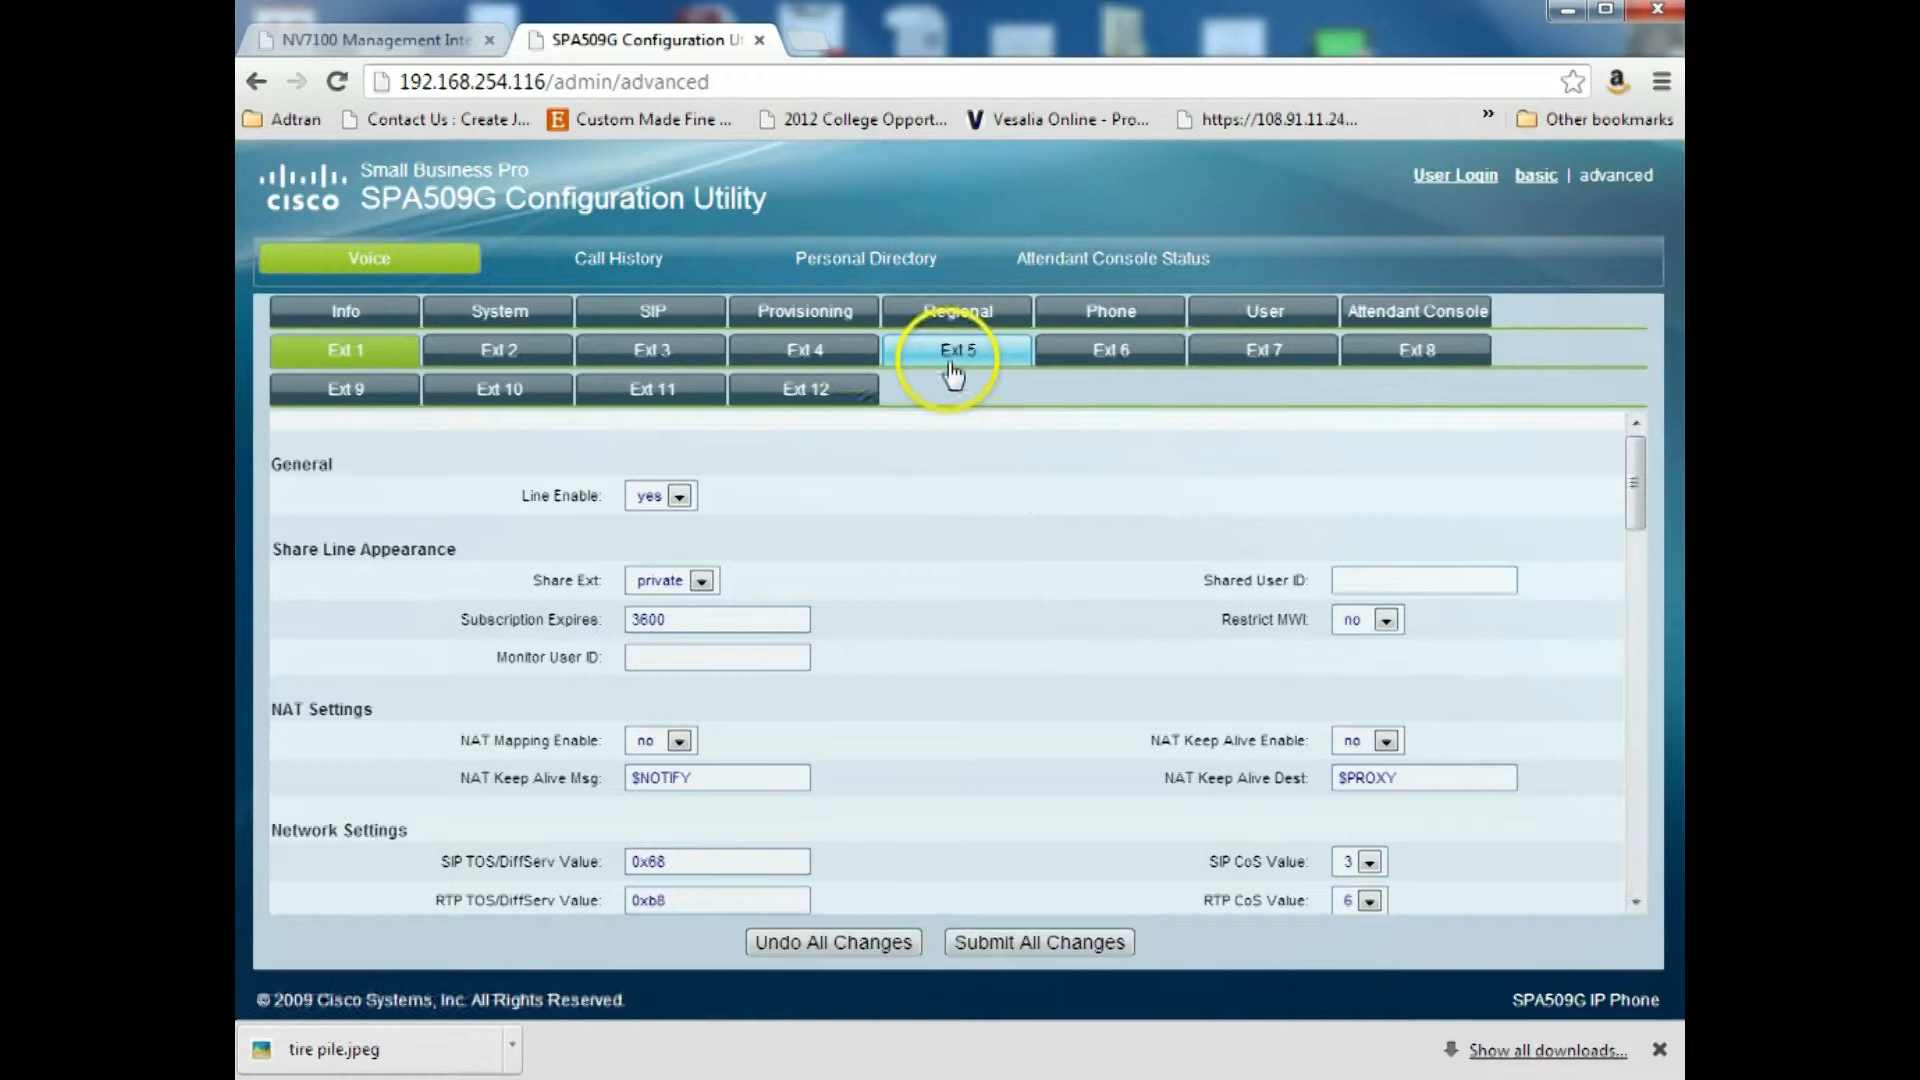 NV7100 Management Inte
SPA509G Configuration Ut
192.168.254.116/admin/advanced
Adtran
Contact Us : Create J...
Custom Made Fine ...
2012 College Opport...
Vesalia Online - Pro...
https://108.91.11.24...
»
Other bookmarks
cisco
Small Business Pro
SPA509G Configuration Utility
User Login basic | advanced
Voice Call History Personal Directory Attendant Console Status
Info System SIP Provisioning Regional Phone User Attendant Console
Ext 1 Ext 2 Ext 3 Ext 4 Ext 5 Ext 6 Ext 7 Ext 8
Ext 9 Ext 10 Ext 11 Ext 12
General
Line Enable: yes
Share Line Appearance
Share Ext: private Shared User ID:
Subscription Expires: 3600 Restrict MWI: no
Monitor User ID:
NAT Settings
NAT Mapping Enable: no NAT Keep Alive Enable: no
NAT Keep Alive Msg: $NOTIFY NAT Keep Alive Dest: $PROXY
Network Settings
SIP TOS/DiffServ Value: 0x68 SIP CoS Value: 3
RTP TOS/DiffServ Value: 0xb8 RTP CoS Value: 6
Undo All Changes Submit All Changes
© 2009 Cisco Systems, Inc. All Rights Reserved. SPA509G IP Phone
tire pile.jpeg Show all downloads...